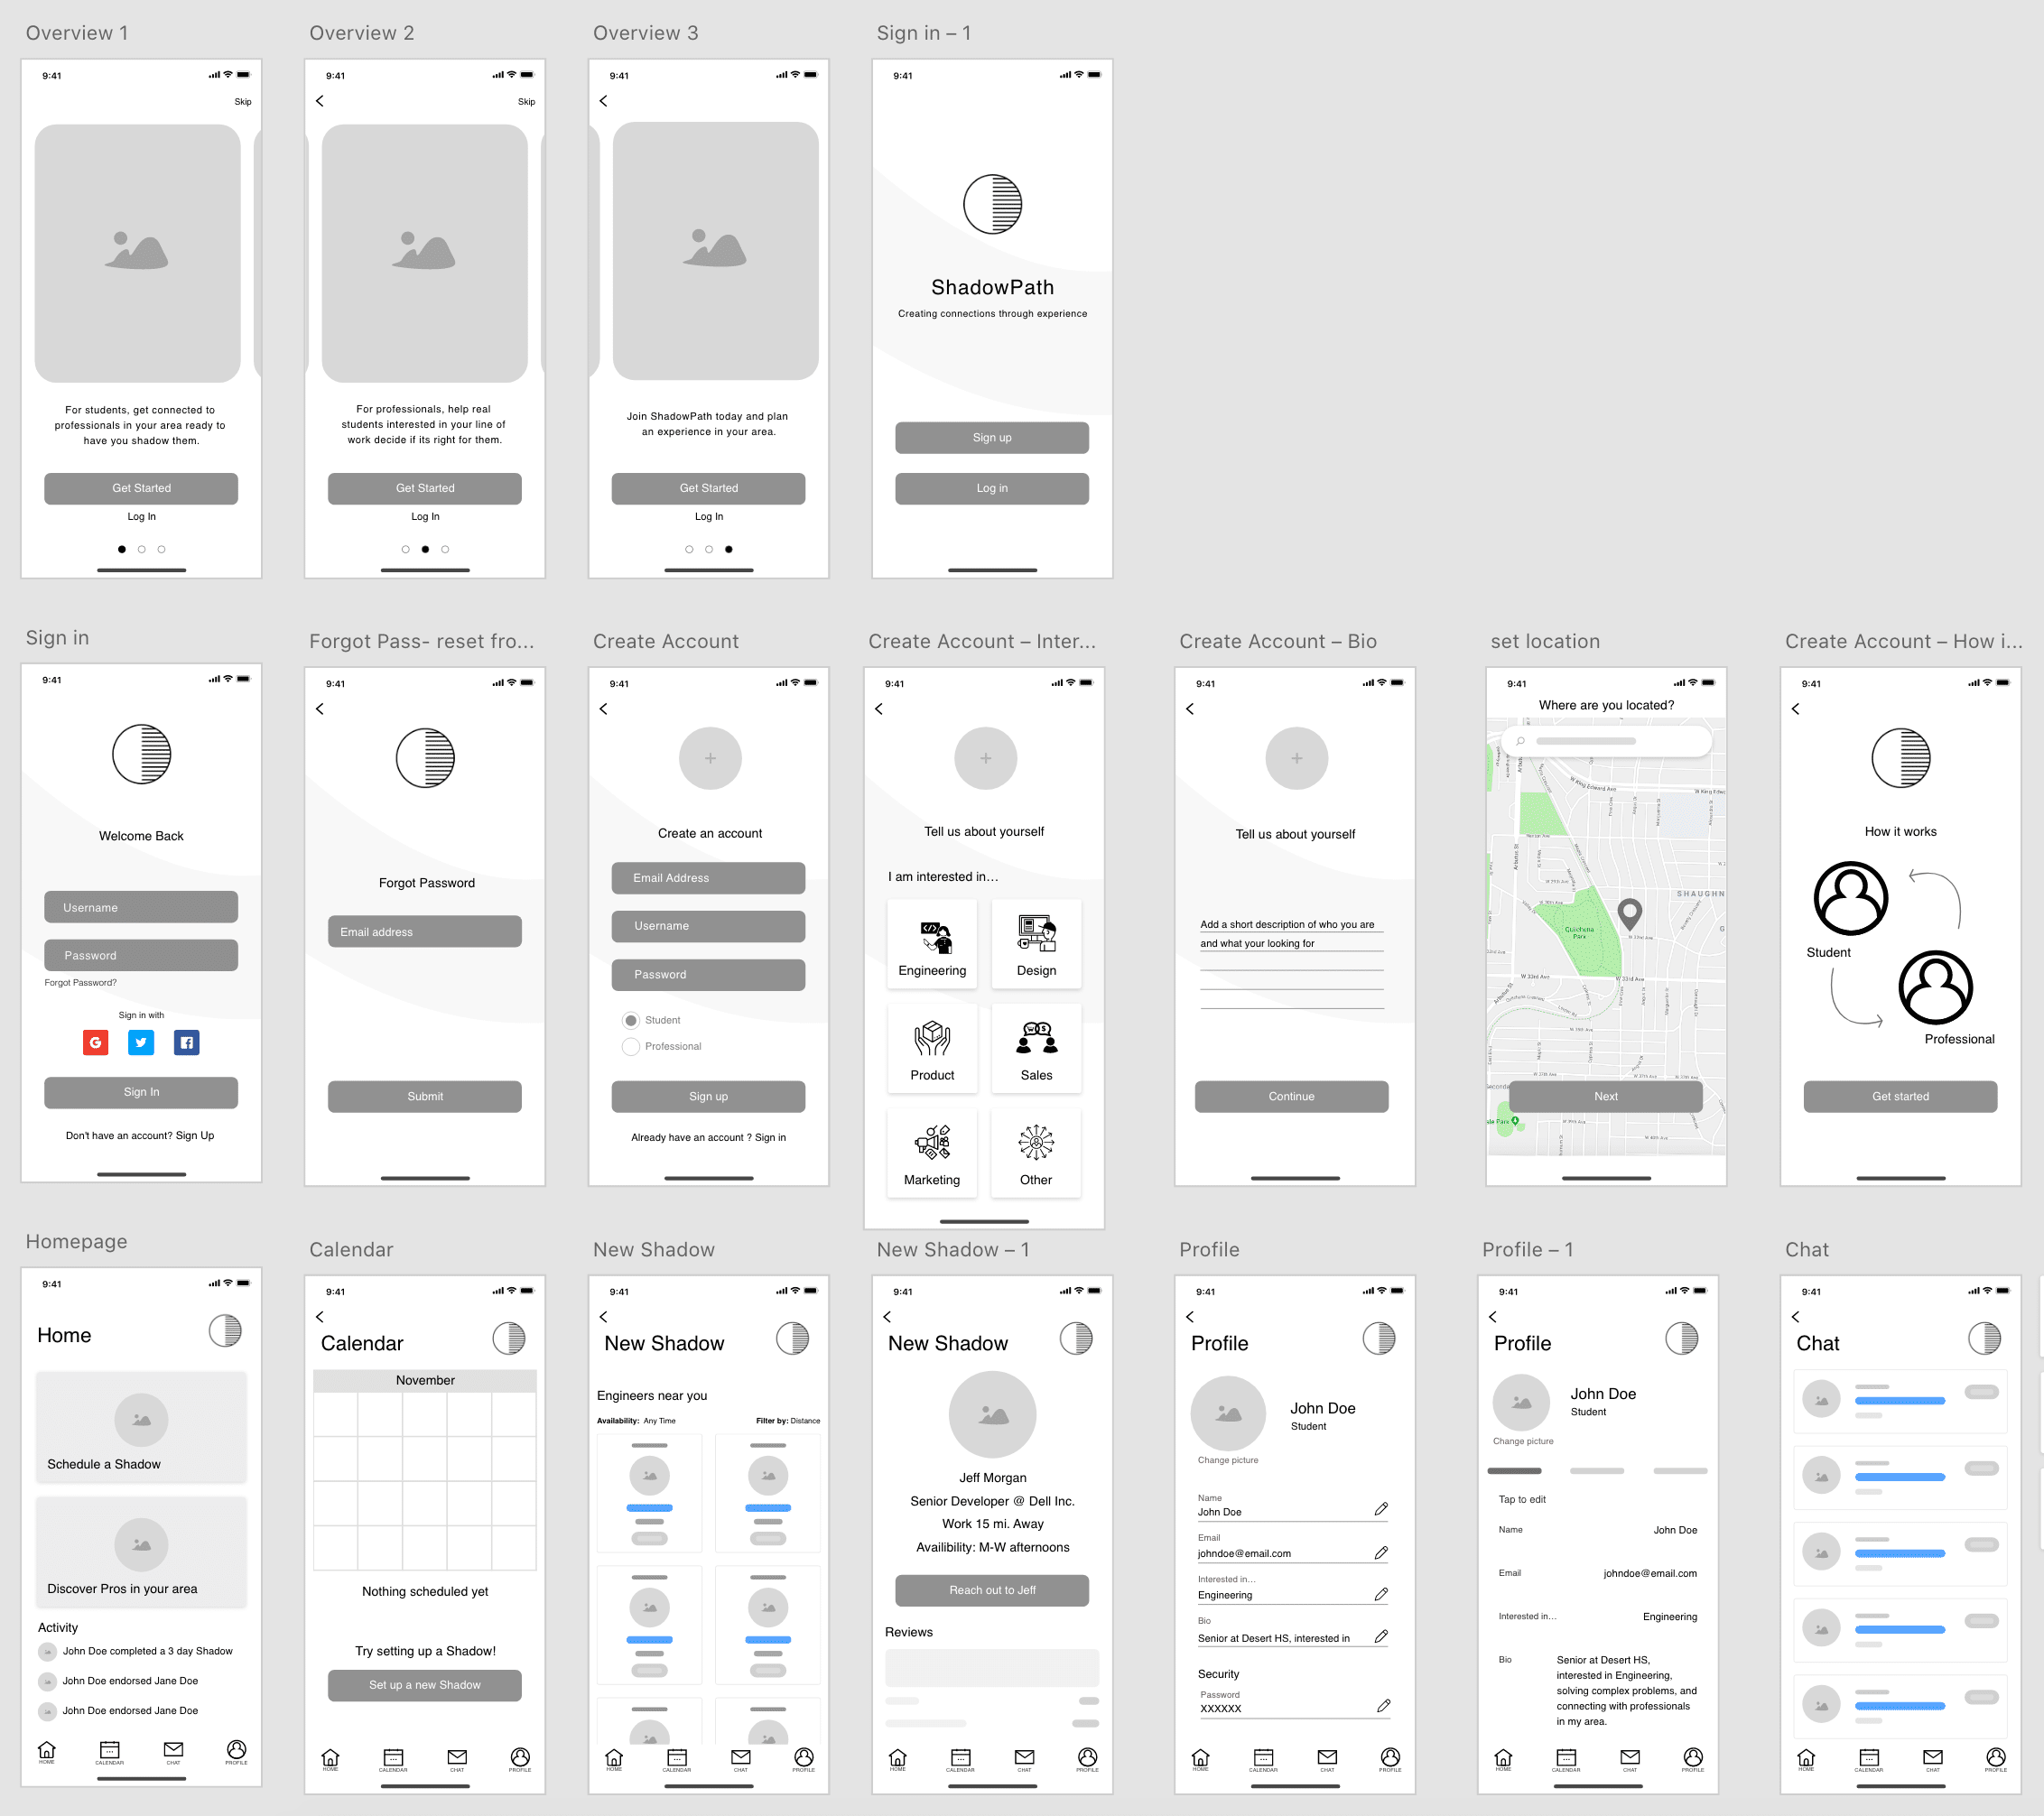 Overview 1
9:41
Skip
For students, get connected to
professionals in your area ready to
have you shadow them.
Get Started
Log In
Overview 2
9:41
Skip
For professionals, help real
students interested in your line of
work decide if its right for them.
Get Started
Log In
Overview 3
9:41
Join ShadowPath today and plan
an experience in your area.
Get Started
Log In
Sign in – 1
9:41
ShadowPath
Creating connections through experience
Sign up
Log in
Sign in
9:41
Welcome Back
Username
Password
Forgot Password?
Sign in with
G
Sign In
Don't have an account? Sign Up
Forgot Pass- reset fro...
9:41
Forgot Password
Email address
Submit
Create Account
9:41
Create an account
Email Address
Username
Password
Student
Professional
Sign up
Already have an account ? Sign in
Create Account – Inter...
9:41
Tell us about yourself
I am interested in...
Engineering
Design
Product
Sales
Marketing
Other
Create Account – Bio
9:41
Tell us about yourself
Add a short description of who you are
and what your looking for
Continue
set location
9:41
Where are you located?
W King Edward Ave
Arbutus St
SHAUGHN
Quilchena
Park
W 33rd Ave
Next
Create Account – How i...
9:41
How it works
Student
Professional
Get started
Homepage
9:41
Home
Schedule a Shadow
Discover Pros in your area
Activity
John Doe completed a 3 day Shadow
John Doe endorsed Jane Doe
John Doe endorsed Jane Doe
HOME
CALENDAR
CHAT
PROFILE
Calendar
9:41
Calendar
November
Nothing scheduled yet
Try setting up a Shadow!
Set up a new Shadow
HOME
CALENDAR
CHAT
PROFILE
New Shadow
9:41
New Shadow
Engineers near you
Availability: Any Time
Filter by: Distance
HOME
CALENDAR
CHAT
PROFILE
New Shadow – 1
9:41
New Shadow
Jeff Morgan
Senior Developer @ Dell Inc.
Work 15 mi. Away
Availibility: M-W afternoons
Reach out to Jeff
Reviews
HOME
CALENDAR
CHAT
PROFILE
Profile
9:41
Profile
John Doe
Student
Change picture
Name
John Doe
Email
johndoe@email.com
Interested in...
Engineering
Bio
Senior at Desert HS, interested in
Security
Password
XXXXXX
HOME
CALENDAR
CHAT
PROFILE
Profile – 1
9:41
Profile
John Doe
Student
Change picture
Tap to edit
Name
John Doe
Email
johndoe@email.com
Interested in...
Engineering
Bio
Senior at Desert HS,
interested in Engineering,
solving complex problems, and
connecting with professionals
in my area.
HOME
CALENDAR
CHAT
PROFILE
Chat
9:41
Chat
HOME
CALENDAR
CHAT
PROFILE